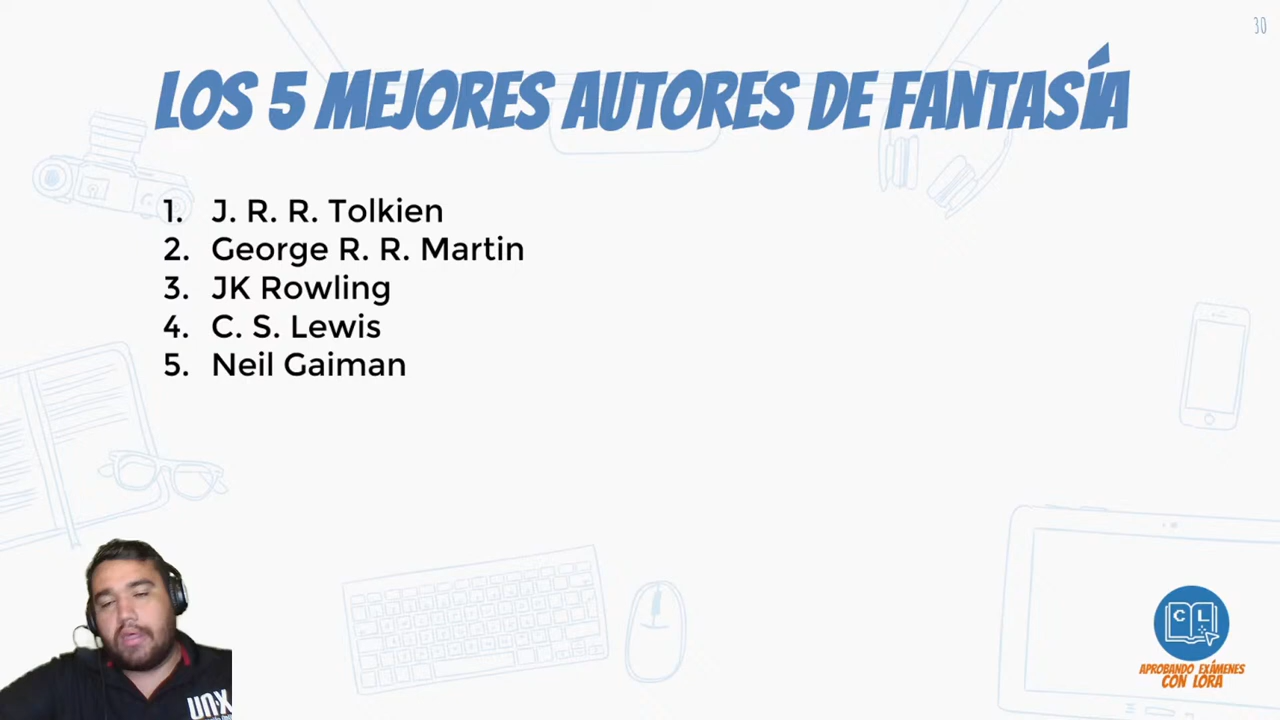 30
LOS 5 MEJORES AUTORES DE FANTASÍA
1. J. R. R. Tolkien
2. George R. R. Martin
3. JK Rowling
4. C. S. Lewis
5. Neil Gaiman
C L
APROBANDO EXÁMENES
CON LORA